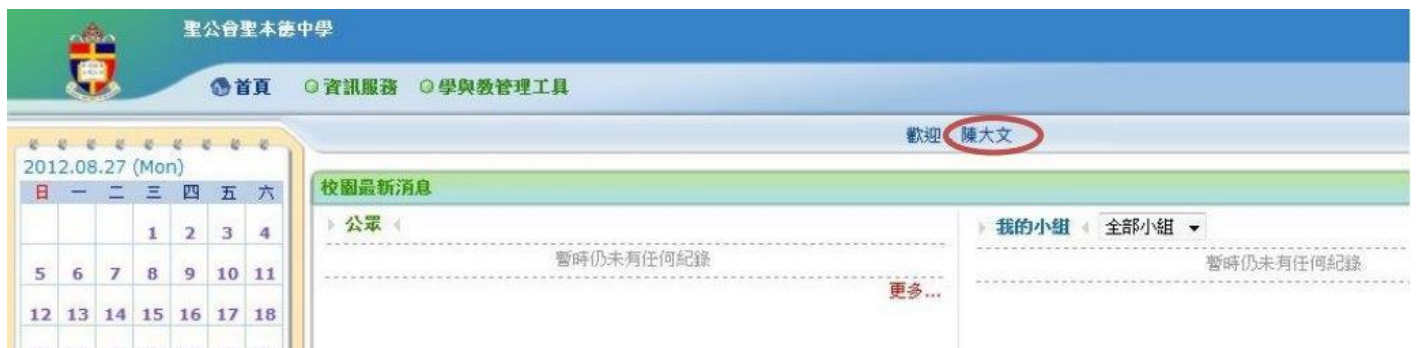 聖公會聖本德中學
首頁 資訊服務 學與教管理工具
歡迎 陳大文
2012.08.27 (Mon)
日 一 二 三 四 五 六
1 2 3 4
5 6 7 8 9 10 11
12 13 14 15 16 17 18
校園最新消息
公眾
暫時仍未有任何紀錄
更多...
我的小組 全部小組
暫時仍未有任何紀錄